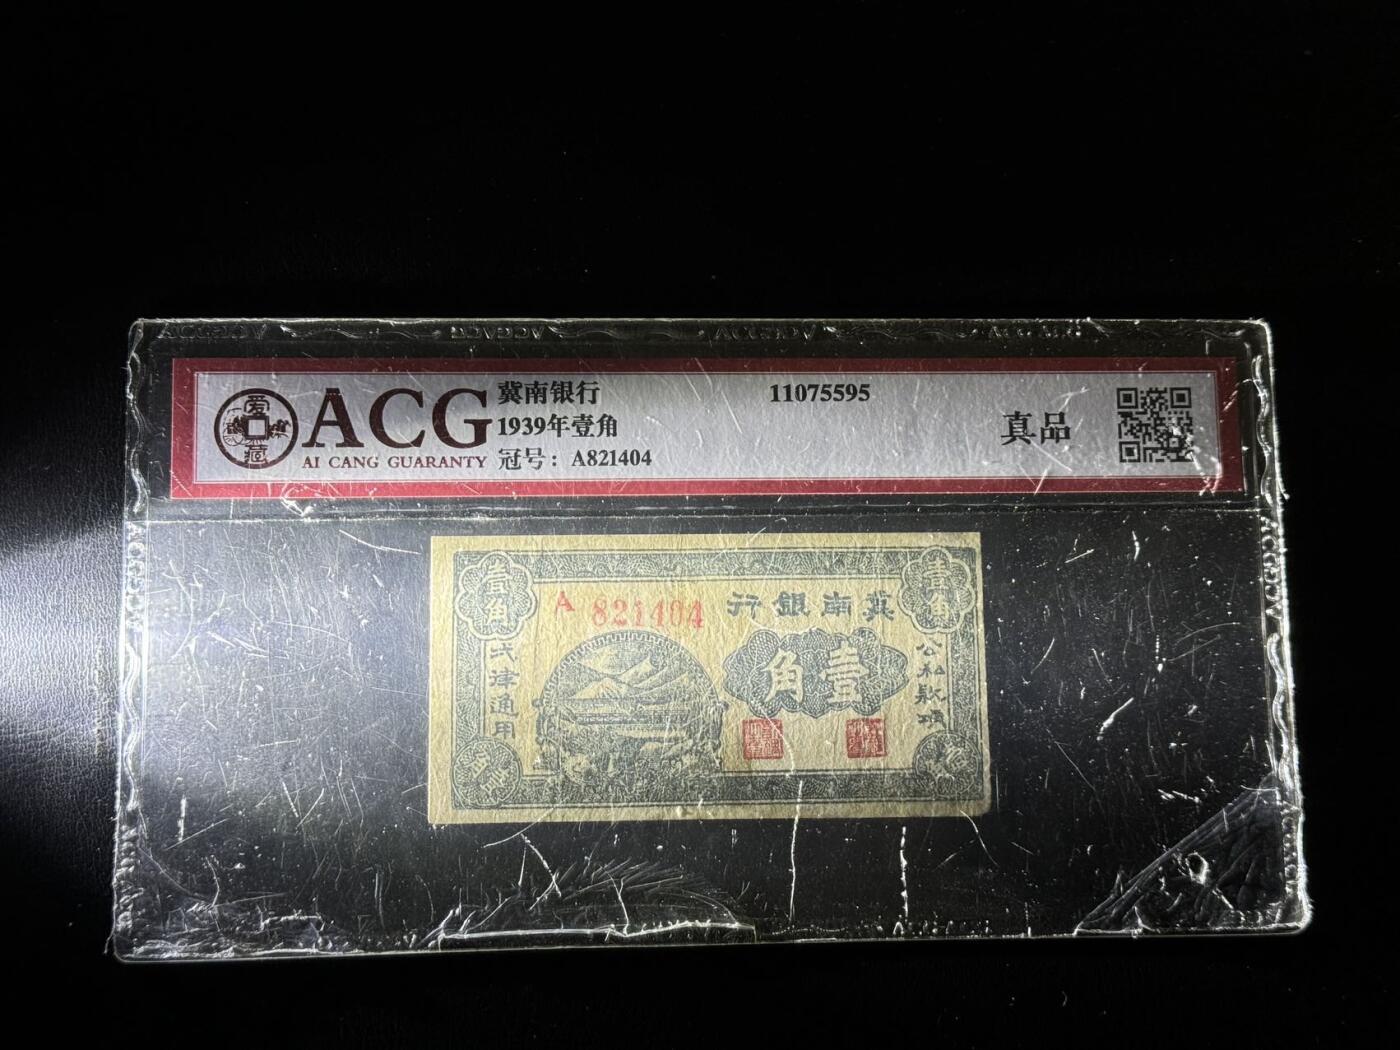 ACG
AI CANG GUARANTY
冀南银行
1939年壹角
冠号：A821404
11075595
真品
壹角
壹角
A 821404
行銀南冀
角壹
公私款項
式津通用